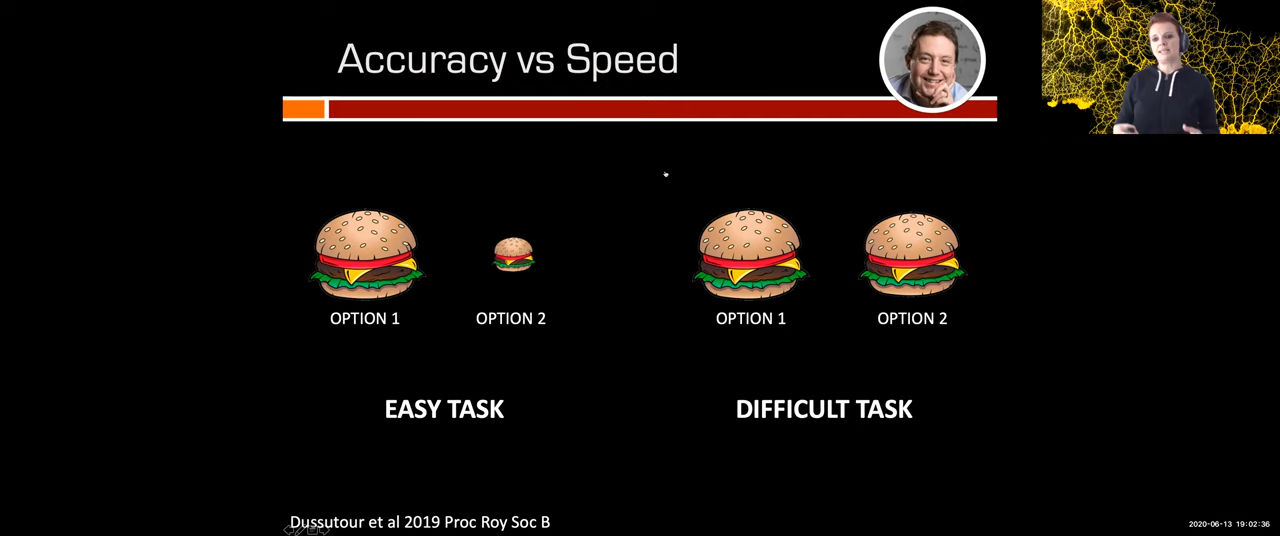 Accuracy vs Speed
OPTION 1
OPTION 2
OPTION 1
OPTION 2
EASY TASK
DIFFICULT TASK
Dussutour et al 2019 Proc Roy Soc B
2020-06-13 19:02:36